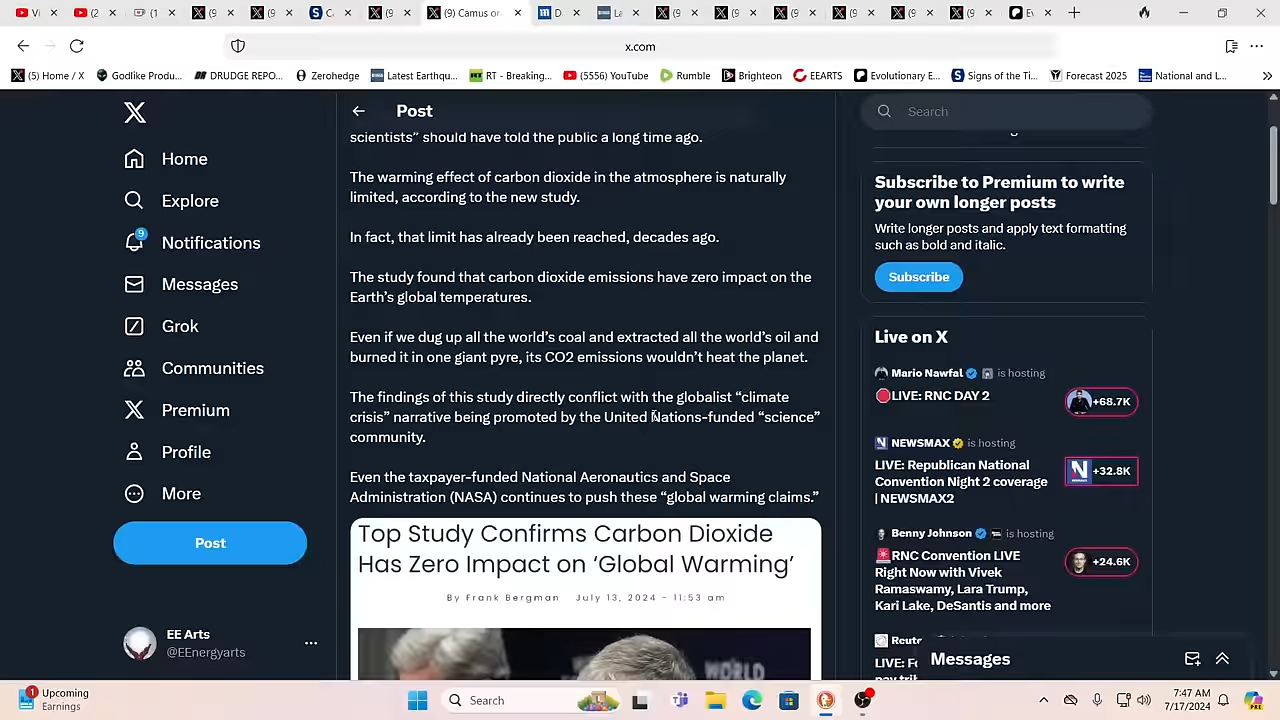 (9) Camus or
x.com
(5) Home / X
Godlike Produ...
DRUDGE REPO...
Zerohedge
Latest Earthqu...
RT - Breaking...
(5556) YouTube
Rumble
Brighteon
EEARTS
Evolutionary E...
Signs of the Ti...
Forecast 2025
National and L...
Post
Search
Home
Explore
9
Notifications
Messages
Grok
Communities
Premium
Profile
More
Post
EE Arts
@EEnergyarts
scientists” should have told the public a long time ago.
The warming effect of carbon dioxide in the atmosphere is naturally
limited, according to the new study.
In fact, that limit has already been reached, decades ago.
The study found that carbon dioxide emissions have zero impact on the
Earth’s global temperatures.
Even if we dug up all the world’s coal and extracted all the world’s oil and
burned it in one giant pyre, its CO2 emissions wouldn’t heat the planet.
The findings of this study directly conflict with the globalist “climate
crisis” narrative being promoted by the United Nations-funded “science”
community.
Even the taxpayer-funded National Aeronautics and Space
Administration (NASA) continues to push these “global warming claims.”
Top Study Confirms Carbon Dioxide
Has Zero Impact on ‘Global Warming’
By Frank Bergman July 13, 2024 - 11:53 am
WORLD
Subscribe to Premium to write
your own longer posts
Write longer posts and apply text formatting
such as bold and italic.
Subscribe
Live on X
Mario Nawfal is hosting
LIVE: RNC DAY 2
+68.7K
NEWSMAX is hosting
LIVE: Republican National
Convention Night 2 coverage
| NEWSMAX2
+32.8K
Benny Johnson is hosting
RNC Convention LIVE
Right Now with Vivek
Ramaswamy, Lara Trump,
Kari Lake, DeSantis and more
+24.6K
Messages
1
Upcoming
Earnings
Search
7:47 AM
7/17/2024